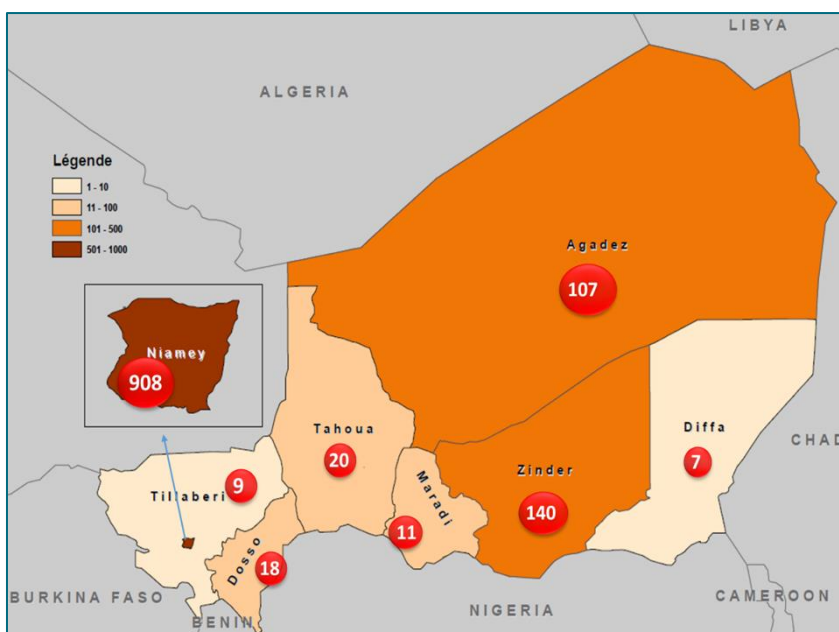 LIBYA
ALGERIA
Légende
1 - 10
11 - 100
101 - 500
501 - 1000
Agadez
107
Niamey
908
Tahoua
20
Diffa
7
CHAD
Zinder
140
Maradi
11
Tillaberi
9
Dosso
18
BURKINA FASO
BENIN
NIGERIA
CAMEROON